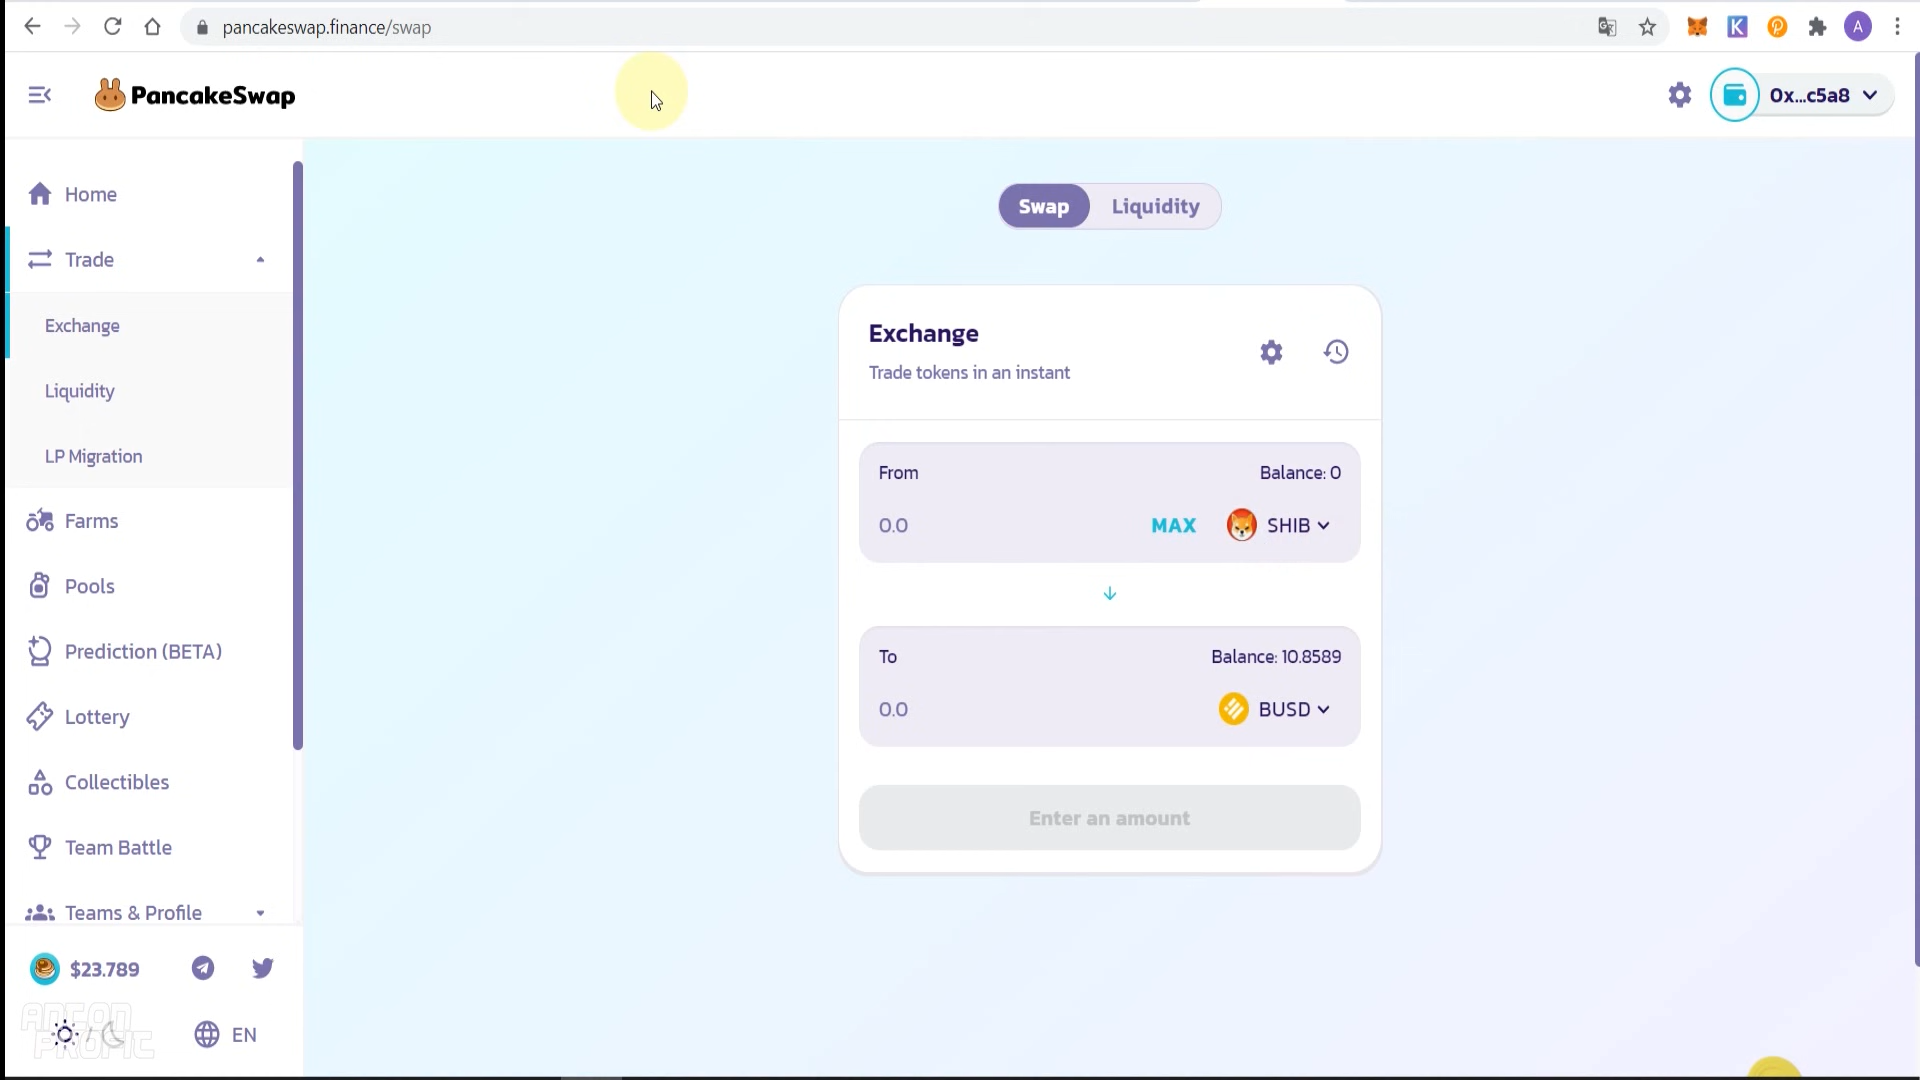 pancakeswap.finance/swap
K
A
PancakeSwap
0x...c5a8
Home
Trade
Exchange
Liquidity
LP Migration
Farms
Pools
Prediction (BETA)
Lottery
Collectibles
Team Battle
Teams & Profile
$23.789
EN
ANTON
PROFIT
Swap
Liquidity
Exchange
Trade tokens in an instant
From
Balance: 0
0.0
MAX
SHIB
To
Balance: 10.8589
0.0
BUSD
Enter an amount